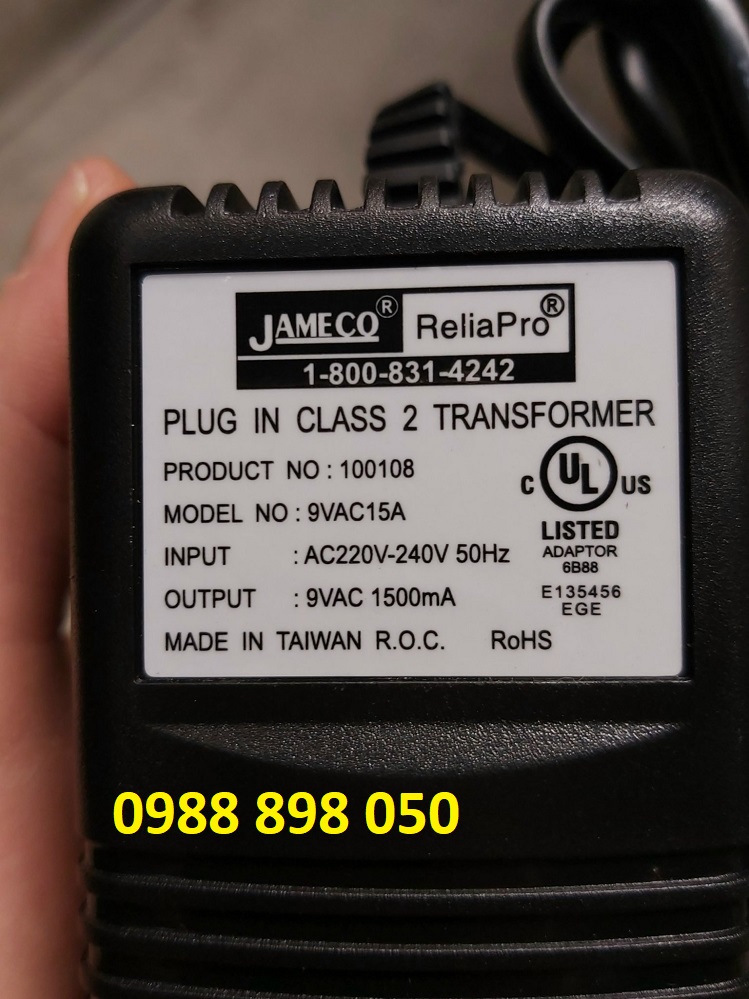 JAMECO® ReliaPro®
1-800-831-4242
PLUG IN CLASS 2 TRANSFORMER
PRODUCT NO : 100108
MODEL NO : 9VAC15A
INPUT : AC220V-240V 50Hz
OUTPUT : 9VAC 1500mA
MADE IN TAIWAN R.O.C. RoHS
C UL US
LISTED
ADAPTOR
6B88
E135456
EGE
0988 898 050